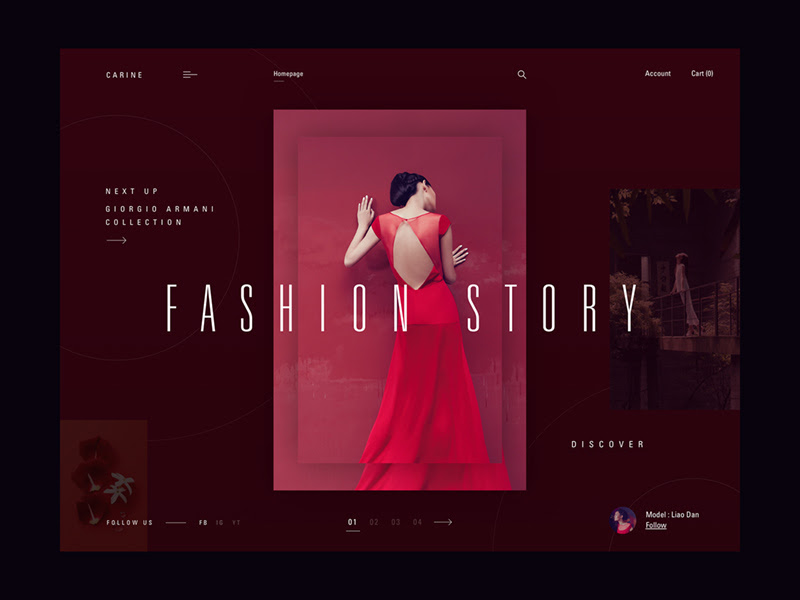 CARINE
Homepage
Account
Cart (0)
NEXT UP
GIORGIO ARMANI
COLLECTION
FASHION STORY
DISCOVER
FOLLOW US
FB IG YT
01 02 03 04
Model : Liao Dan
Follow